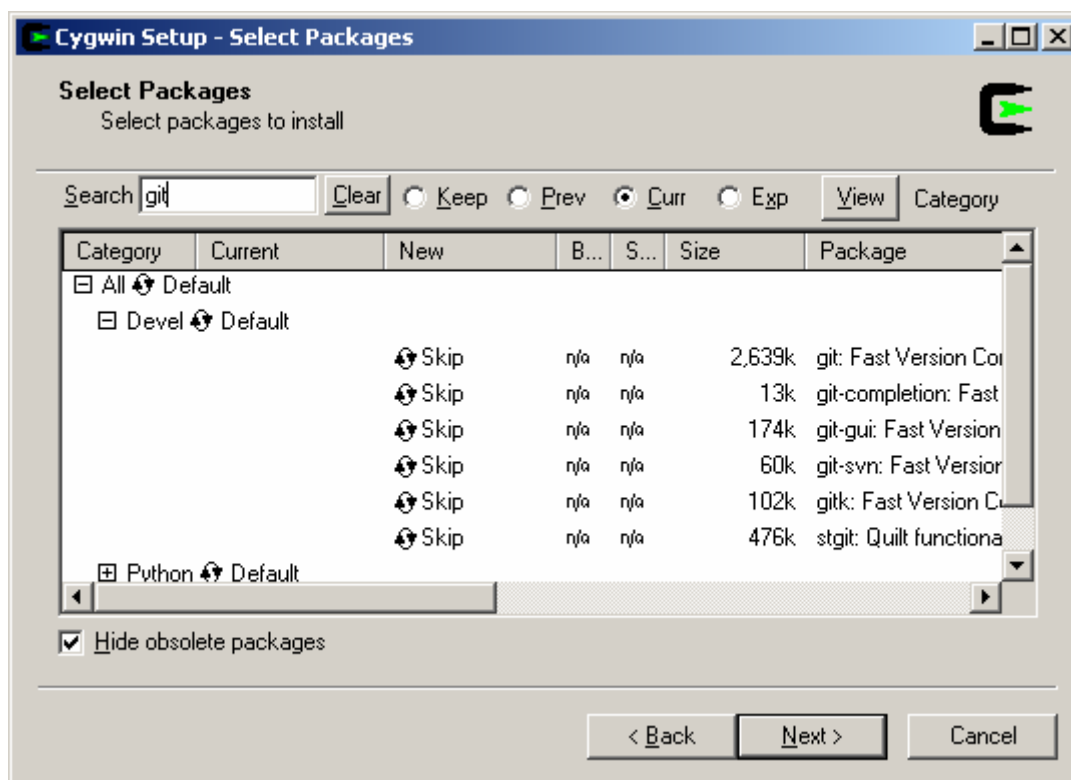 Cygwin Setup - Select Packages
Select Packages
Select packages to install
Search git Clear Keep Prev Curr Exp View Category
Category Current New B... S... Size Package
All Default
Devel Default
Skip n/a n/a 2,639k git: Fast Version Co
Skip n/a n/a 13k git-completion: Fast
Skip n/a n/a 174k git-gui: Fast Version
Skip n/a n/a 60k git-svn: Fast Version
Skip n/a n/a 102k gitk: Fast Version C
Skip n/a n/a 476k stgit: Quilt functiona
Python Default
Hide obsolete packages
< Back Next > Cancel